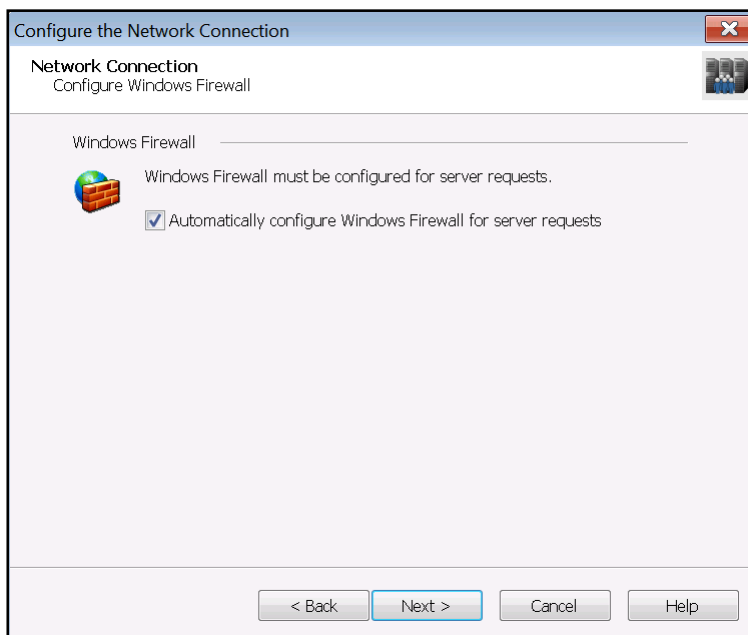 Configure the Network Connection
Network Connection
Configure Windows Firewall
Windows Firewall
Windows Firewall must be configured for server requests.
Automatically configure Windows Firewall for server requests
< Back
Next >
Cancel
Help